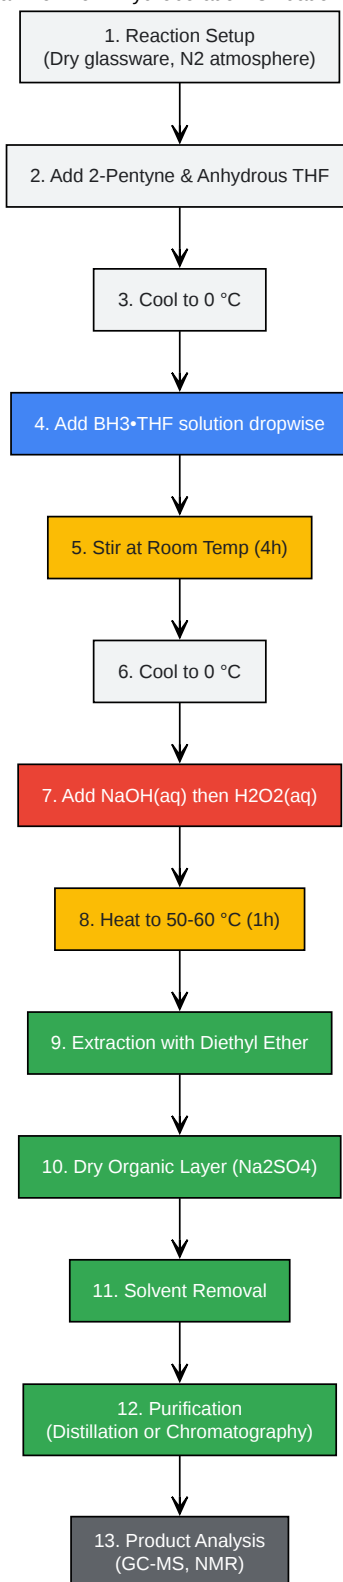 1. Reaction Setup
(Dry glassware, N2 atmosphere)
2. Add 2-Pentyne & Anhydrous THF
3. Cool to 0 °C
4. Add BH3•THF solution dropwise
5. Stir at Room Temp (4h)
6. Cool to 0 °C
7. Add NaOH(aq) then H2O2(aq)
8. Heat to 50-60 °C (1h)
9. Extraction with Diethyl Ether
10. Dry Organic Layer (Na2SO4)
11. Solvent Removal
12. Purification
(Distillation or Chromatography)
13. Product Analysis
(GC-MS, NMR)